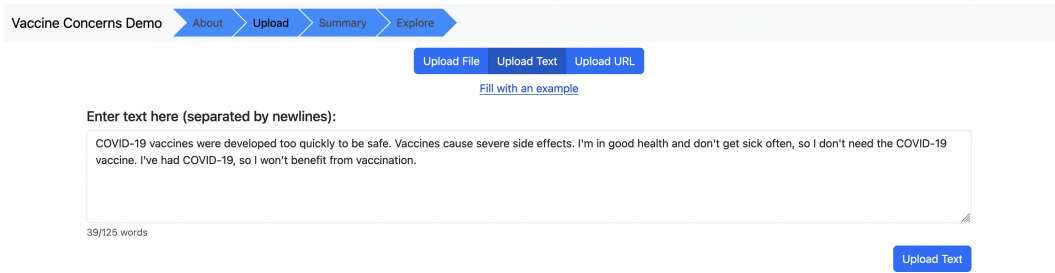 Vaccine Concerns Demo About Upload Summary Explore
Upload File Upload Text Upload URL
Fill with an example
Enter text here (separated by newlines):
COVID-19 vaccines were developed too quickly to be safe. Vaccines cause severe side effects. I'm in good health and don't get sick often, so I don't need the COVID-19
vaccine. I’ve had COVID-19, so I won’t benefit from vaccination.
39/125 words
Upload Text